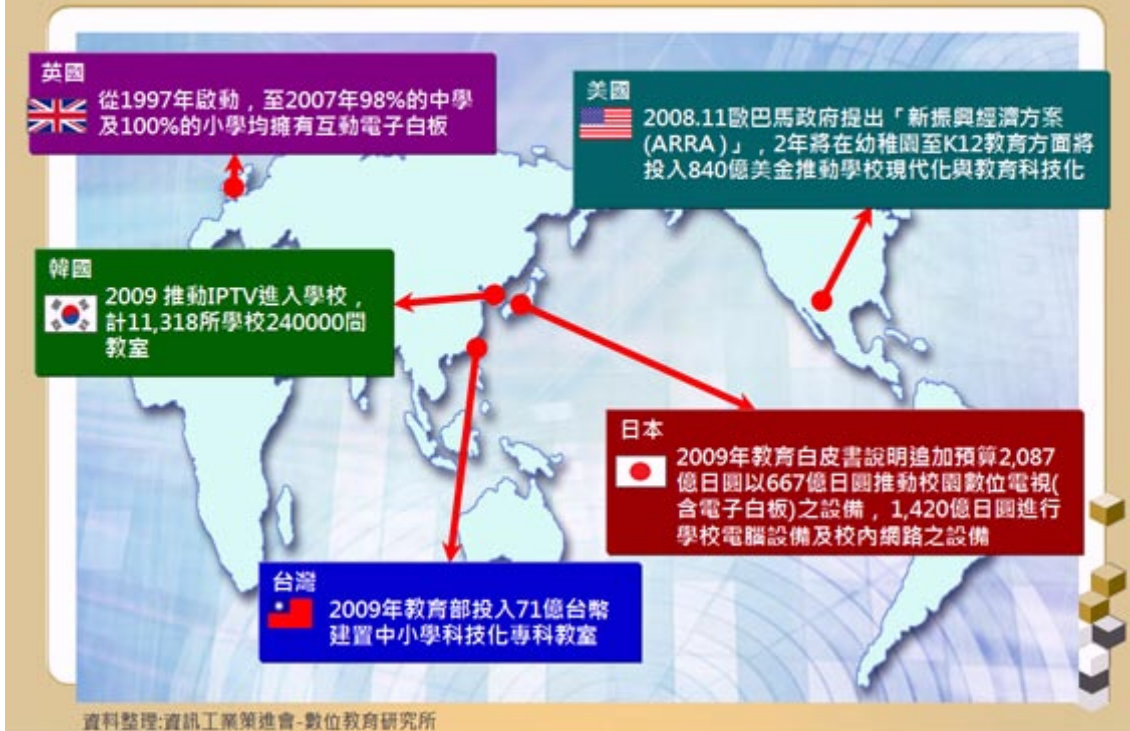 英國
從1997年啟動，至2007年98%的中學
及100%的小學均擁有互動電子白板
美國
2008.11歐巴馬政府提出「新振興經濟方案
(ARRA)」，2年將在幼稚園至K12教育方面將
投入840億美金推動學校現代化與教育科技化
韓國
2009 推動IPTV進入學校，
計11,318所學校240000間
教室
日本
2009年教育白皮書說明追加預算2,087
億日圓以667億日圓推動校園數位電視(
含電子白板)之設備，1,420億日圓進行
學校電腦設備及校內網路之設備
台灣
2009年教育部投入71億台幣
建置中小學科技化專科教室
資料整理:資訊工業策進會-數位教育研究所